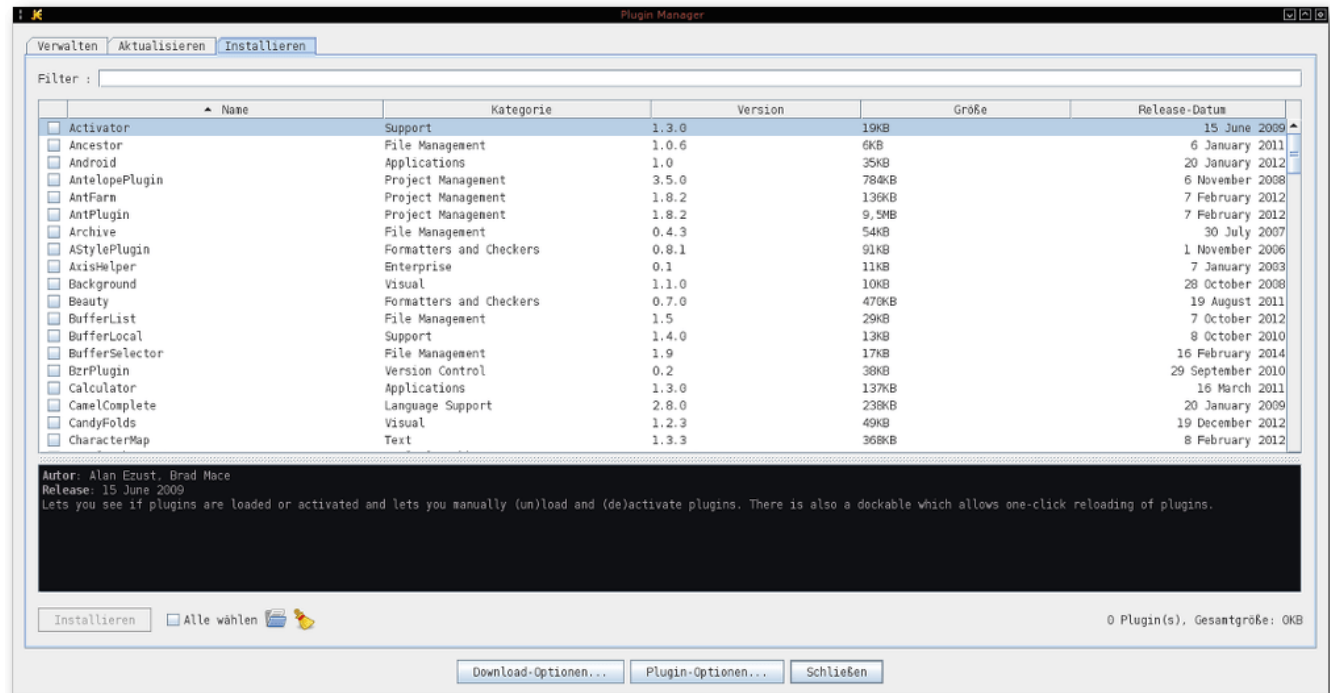 Plugin Manager
Verwalten Aktualisieren Installieren
Filter :
Name Kategorie Version Größe Release-Datum
Activator Support 1.3.0 19KB 15 June 2009
Ancestor File Management 1.0.6 6KB 6 January 2011
Android Applications 1.0 35KB 20 January 2012
AntelopePlugin Project Management 3.5.0 784KB 6 November 2008
AntFarm Project Management 1.8.2 136KB 7 February 2012
AntPlugin Project Management 1.8.2 9,5MB 7 February 2012
Archive File Management 0.4.3 54KB 30 July 2007
AStylePlugin Formatters and Checkers 0.8.1 91KB 1 November 2006
AxisHelper Enterprise 0.1 11KB 7 January 2003
Background Visual 1.1.0 10KB 28 October 2008
Beauty Formatters and Checkers 0.7.0 470KB 19 August 2011
BufferList File Management 1.5 29KB 7 October 2012
BufferLocal Support 1.4.0 13KB 8 October 2010
BufferSelector File Management 1.9 17KB 16 February 2014
BzrPlugin Version Control 0.2 38KB 29 September 2010
Calculator Applications 1.3.0 137KB 16 March 2011
CamelComplete Language Support 2.8.0 238KB 20 January 2009
CandyFolds Visual 1.2.3 49KB 19 December 2012
CharacterMap Text 1.3.3 368KB 8 February 2012
Autor: Alan Ezust, Brad Mace
Release: 15 June 2009
Lets you see if plugins are loaded or activated and lets you manually (un)load and (de)activate plugins. There is also a dockable which allows one-click reloading of plugins.
Installieren Alle wählen 0 Plugin(s), Gesamtgröße: 0KB
Download-Optionen... Plugin-Optionen... Schließen